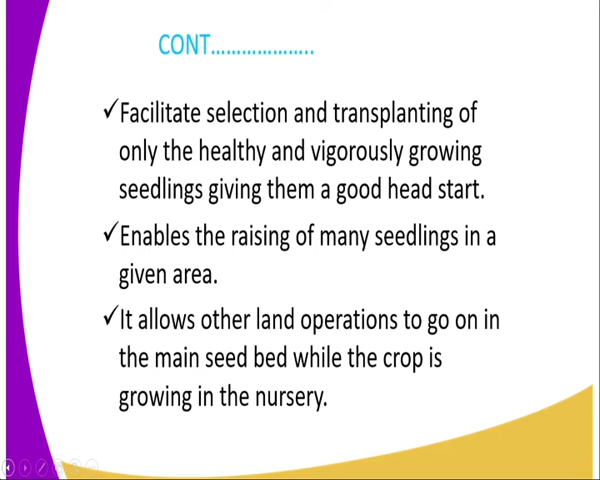 CONT………………..
✓Facilitate selection and transplanting of
only the healthy and vigorously growing
seedlings giving them a good head start.
✓Enables the raising of many seedlings in a
given area.
✓It allows other land operations to go on in
the main seed bed while the crop is
growing in the nursery.